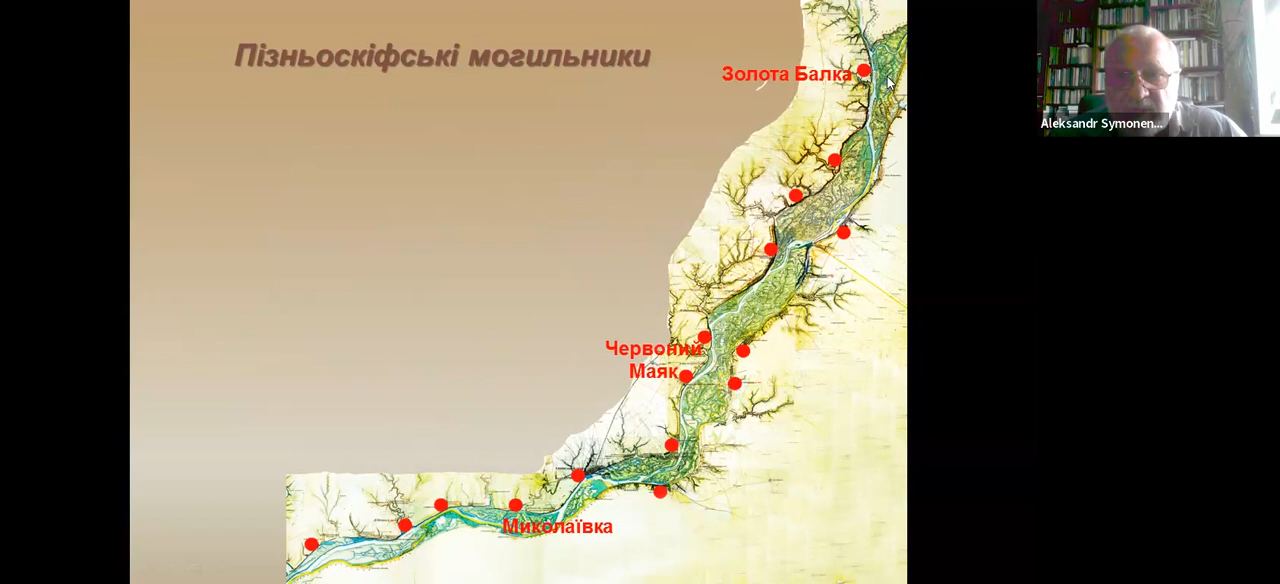 Пізньоскіфські могильники
Золота Балка
Aleksandr Symonen...
Червоний
Маяк
Миколаївка